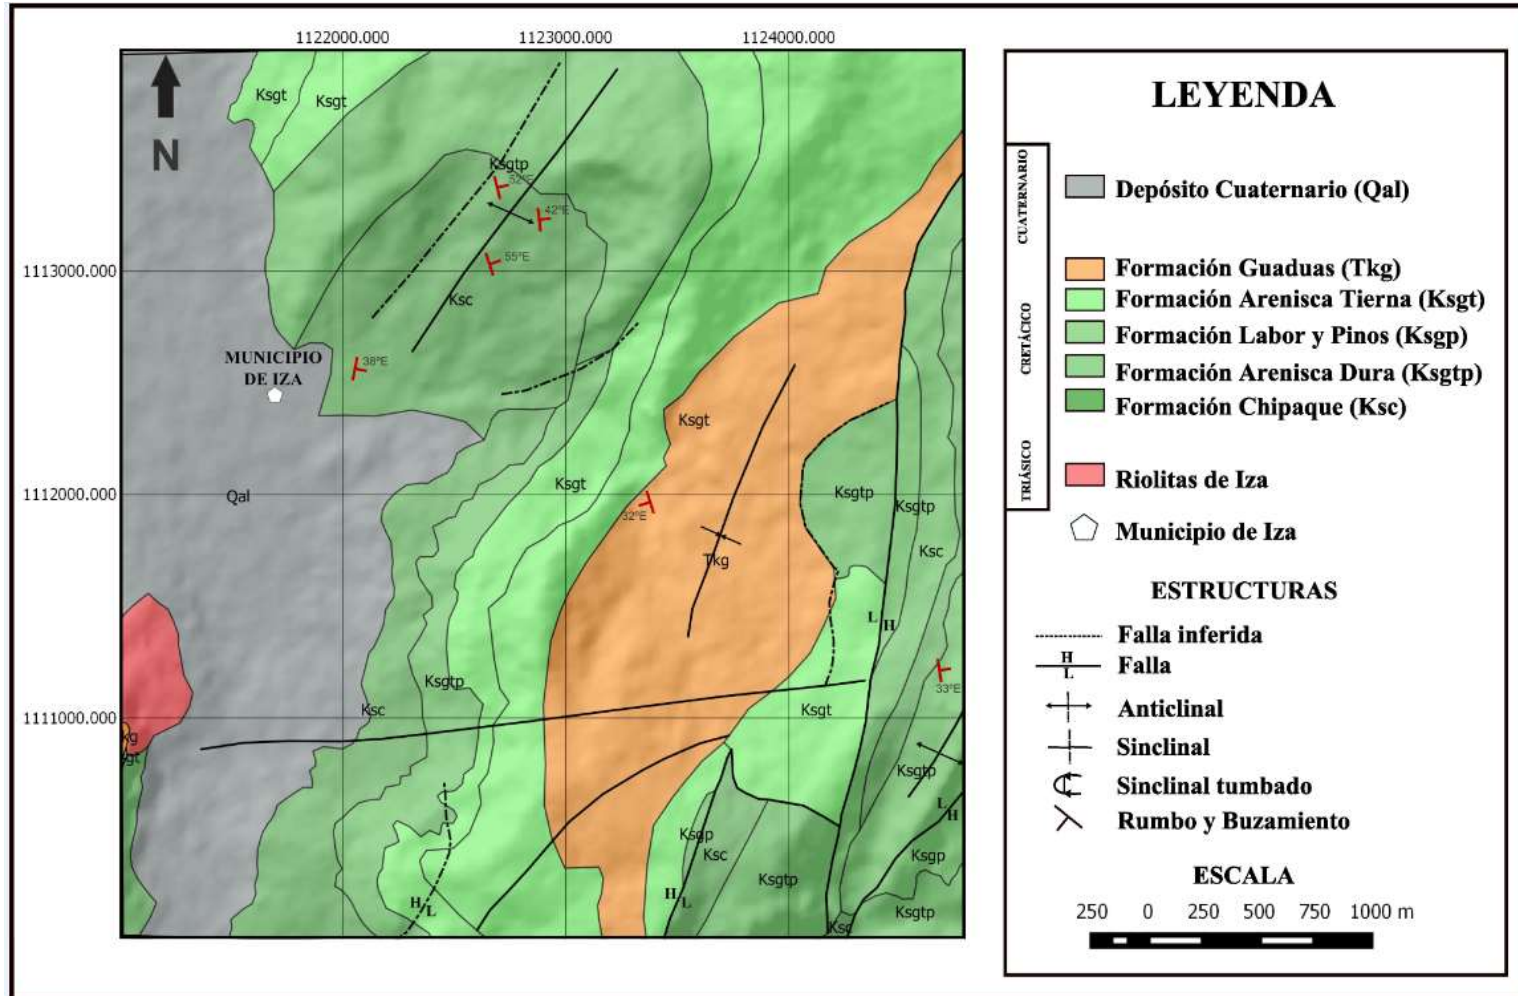 1122000.000 1123000.000 1124000.000
N
1113000.000
1112000.000
1111000.000
Ksgt
Ksgt
Ksgtp
52°E
42°E
55°E
Ksc
MUNICIPIO
DE IZA
38°E
Ksgt
Ksgt
Qal
32°E
Ksgtp
Ksgtp
Ksc
Tkg
L H
Ksgtp
33°E
Ksc
Ksgt
Ksgtp
L H
Ksgp
Ksc
Ksgp
Ksgtp
H L
H L
Ksgtp
Ksc
LEYENDA
CUATERNARIO
CRETÁCICO
TRIÁSICO
Depósito Cuaternario (Qal)
Formación Guaduas (Tkg)
Formación Arenisca Tierna (Ksgt)
Formación Labor y Pinos (Ksgp)
Formación Arenisca Dura (Ksgtp)
Formación Chipaque (Ksc)
Riolitas de Iza
Municipio de Iza
ESTRUCTURAS
Falla inferida
H
L
Falla
Anticlinal
Sinclinal
Sinclinal tumbado
Rumbo y Buzamiento
ESCALA
250 0 250 500 750 1000 m